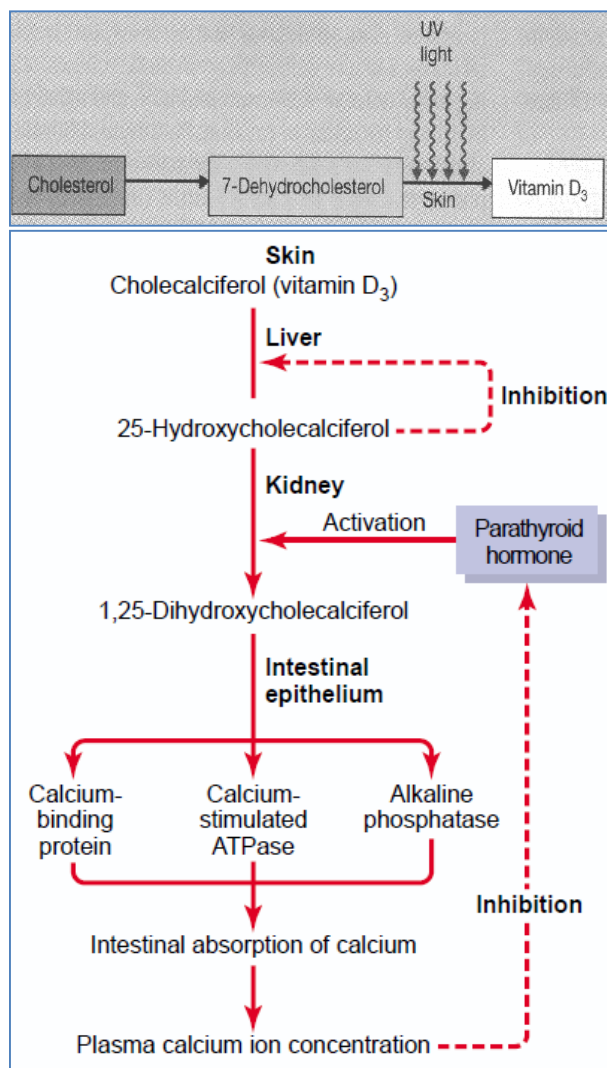 UV
light
Cholesterol
7-Dehydrocholesterol
Skin
Vitamin D3
Skin
Cholecalciferol (vitamin D3)
Liver
Inhibition
25-Hydroxycholecalciferol
Kidney
Activation
Parathyroid
hormone
1,25-Dihydroxycholecalciferol
Intestinal
epithelium
Calcium-
binding
protein
Calcium-
stimulated
ATPase
Alkaline
phosphatase
Inhibition
Intestinal absorption of calcium
Plasma calcium ion concentration